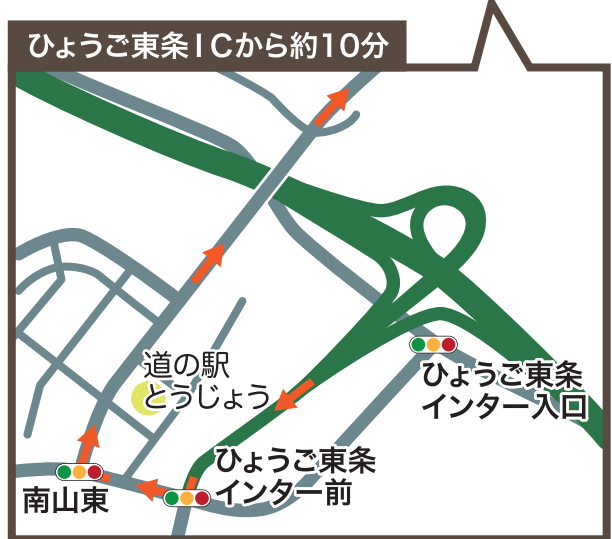 ひょうご東条ICから約10分
道の駅
とうじょう
ひょうご東条
インター入口
ひょうご東条
インター前
南山東